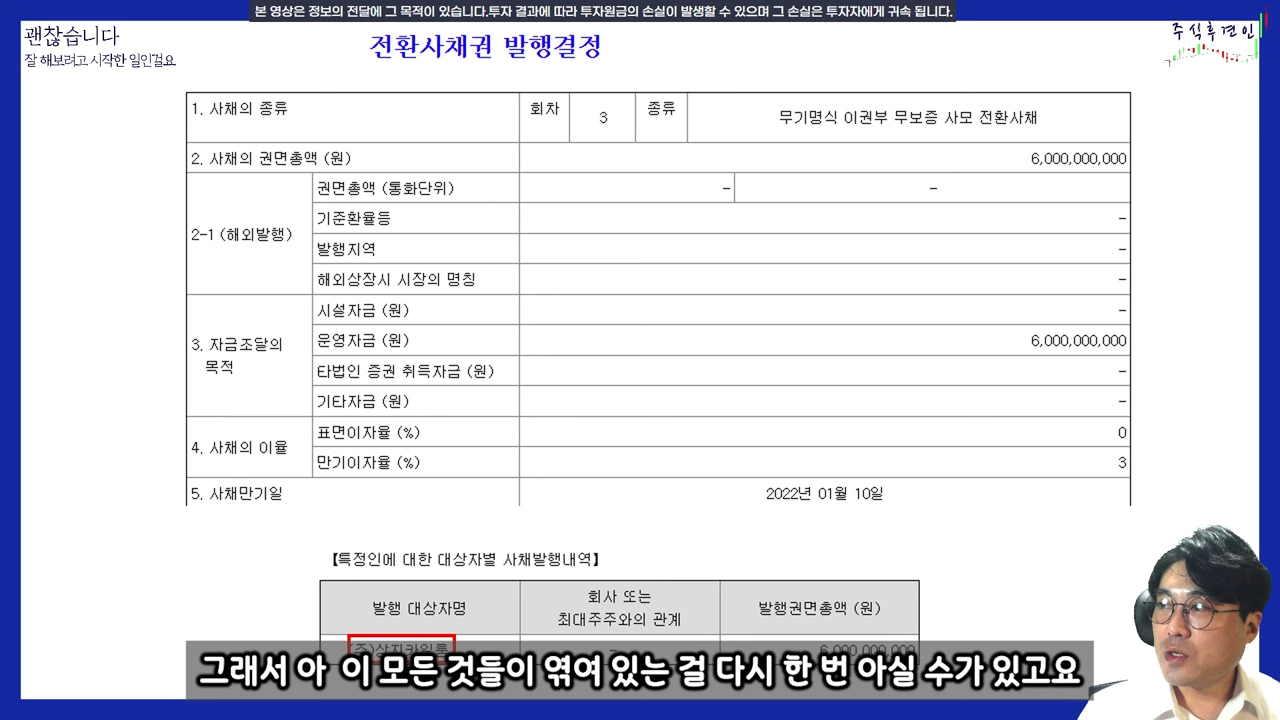 본 영상은 정보의 전달에 그 목적이 있습니다.투자 결과에 따라 투자원금의 손실이 발생할 수 있으며 그 손실은 투자자에게 귀속 됩니다.
괜찮습니다
잘 해보려고 시작한 일인걸요
주식후견인
전환사채권 발행결정
1. 사채의 종류 회차 3 종류 무기명식 이권부 무보증 사모 전환사채
2. 사채의 권면총액 (원) 6,000,000,000
2-1 (해외발행)
권면총액 (통화단위) - -
기준환율등 -
발행지역 -
해외상장시 시장의 명칭 -
3. 자금조달의
목적
시설자금 (원) -
운영자금 (원) 6,000,000,000
타법인 증권 취득자금 (원) -
기타자금 (원) -
4. 사채의 이율
표면이자율 (%) 0
만기이자율 (%) 3
5. 사채만기일 2022년 01월 10일
【특정인에 대한 대상자별 사채발행내역】
발행 대상자명
회사 또는
최대주주와의 관계
발행권면총액 (원)
6,000,000,000
그래서 아 이 모든 것들이 엮여 있는 걸 다시 한 번 아실 수가 있고요